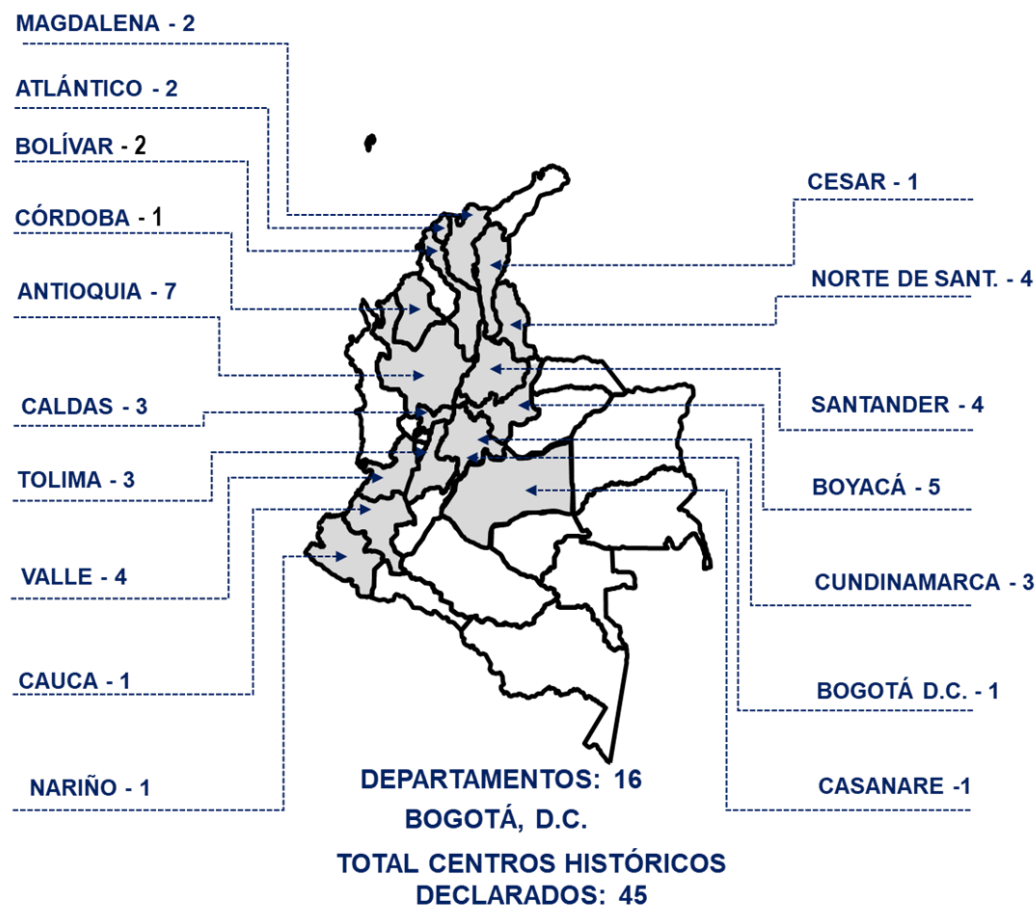 MAGDALENA - 2
ATLÁNTICO - 2
BOLÍVAR - 2
CÓRDOBA - 1
ANTIOQUIA - 7
CALDAS - 3
TOLIMA - 3
VALLE - 4
CAUCA - 1
NARIÑO - 1
CESAR - 1
NORTE DE SANT. - 4
SANTANDER - 4
BOYACÁ - 5
CUNDINAMARCA - 3
BOGOTÁ D.C. - 1
CASANARE -1
DEPARTAMENTOS: 16
BOGOTÁ, D.C.
TOTAL CENTROS HISTÓRICOS
DECLARADOS: 45